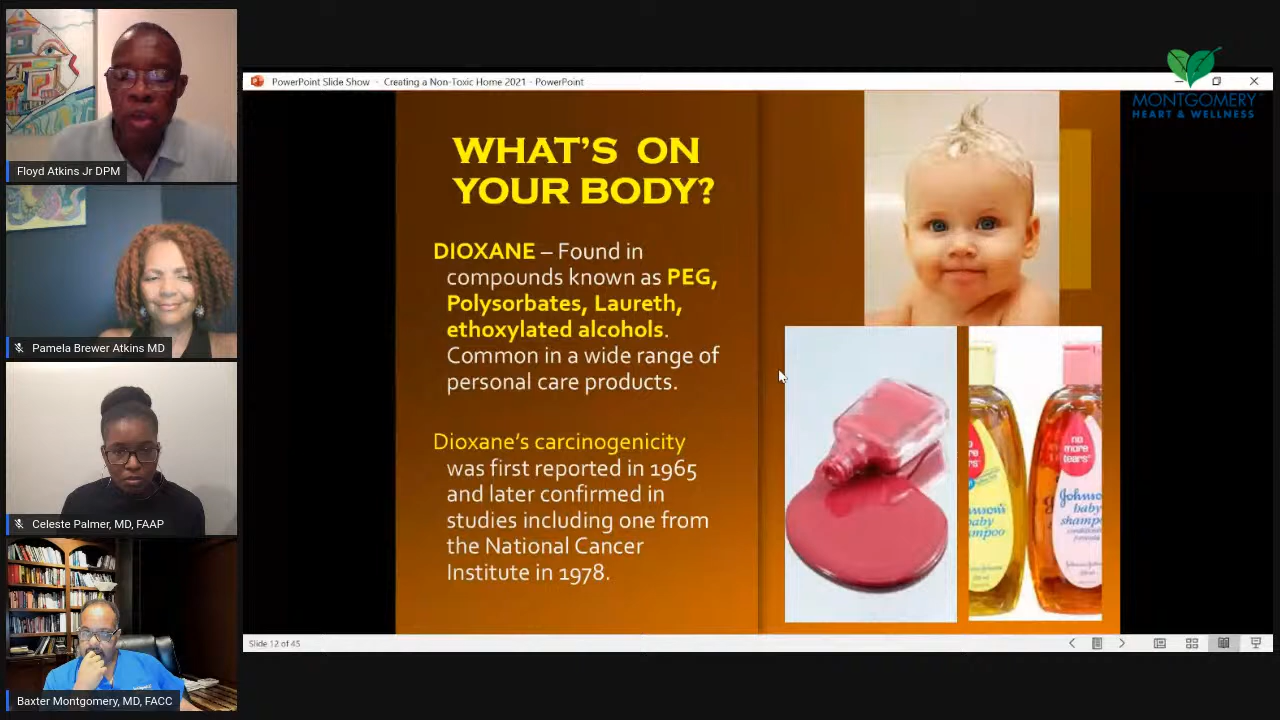 Floyd Atkins Jr DPM
Pamela Brewer Atkins MD
Celeste Palmer, MD, FAAP
Baxter Montgomery, MD, FACC
PowerPoint Slide Show - Creating a Non-Toxic Home 2021 - PowerPoint
MONTGOMERY
HEART & WELLNESS
WHAT'S ON
YOUR BODY?
DIOXANE – Found in
compounds known as PEG,
Polysorbates, Laureth,
ethoxylated alcohols.
Common in a wide range of
personal care products.
Dioxane's carcinogenicity
was first reported in 1965
and later confirmed in
studies including one from
the National Cancer
Institute in 1978.
no
more
tears
baby
no
more
tears
baby
Slide 12 of 45